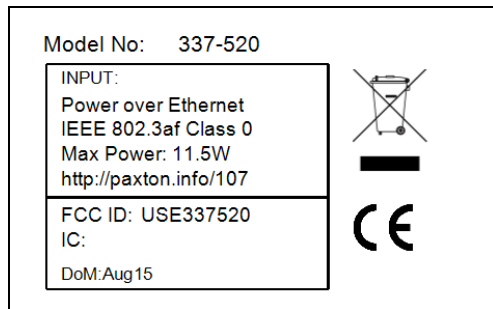 Model No: 337-520
INPUT:
Power over Ethernet
IEEE 802.3af Class 0
Max Power: 11.5W
http://paxton.info/107
FCC ID: USE337520
IC:
DoM:Aug15
CE